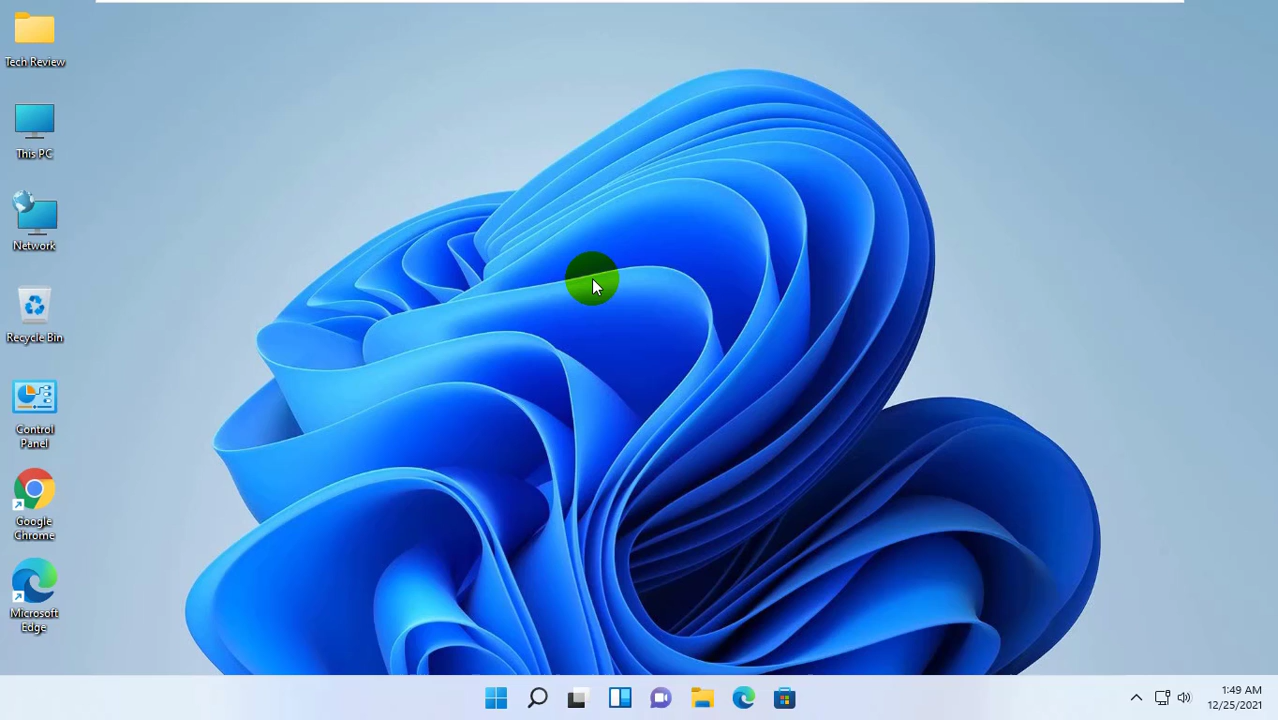 Tech Review
This PC
Network
Recycle Bin
Control
Panel
Google
Chrome
Microsoft
Edge
1:49 AM
12/25/2021